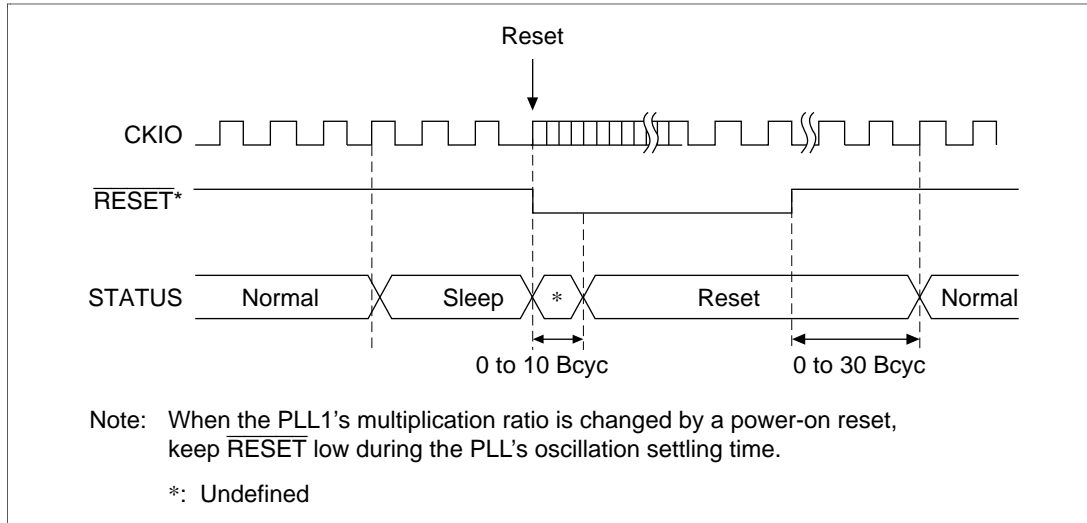 Reset
CKIO
RESET*
STATUS Normal Sleep * Reset Normal
0 to 10 Bcyc 0 to 30 Bcyc
Note: When the PLL1's multiplication ratio is changed by a power-on reset,
keep RESET low during the PLL's oscillation settling time.
*: Undefined